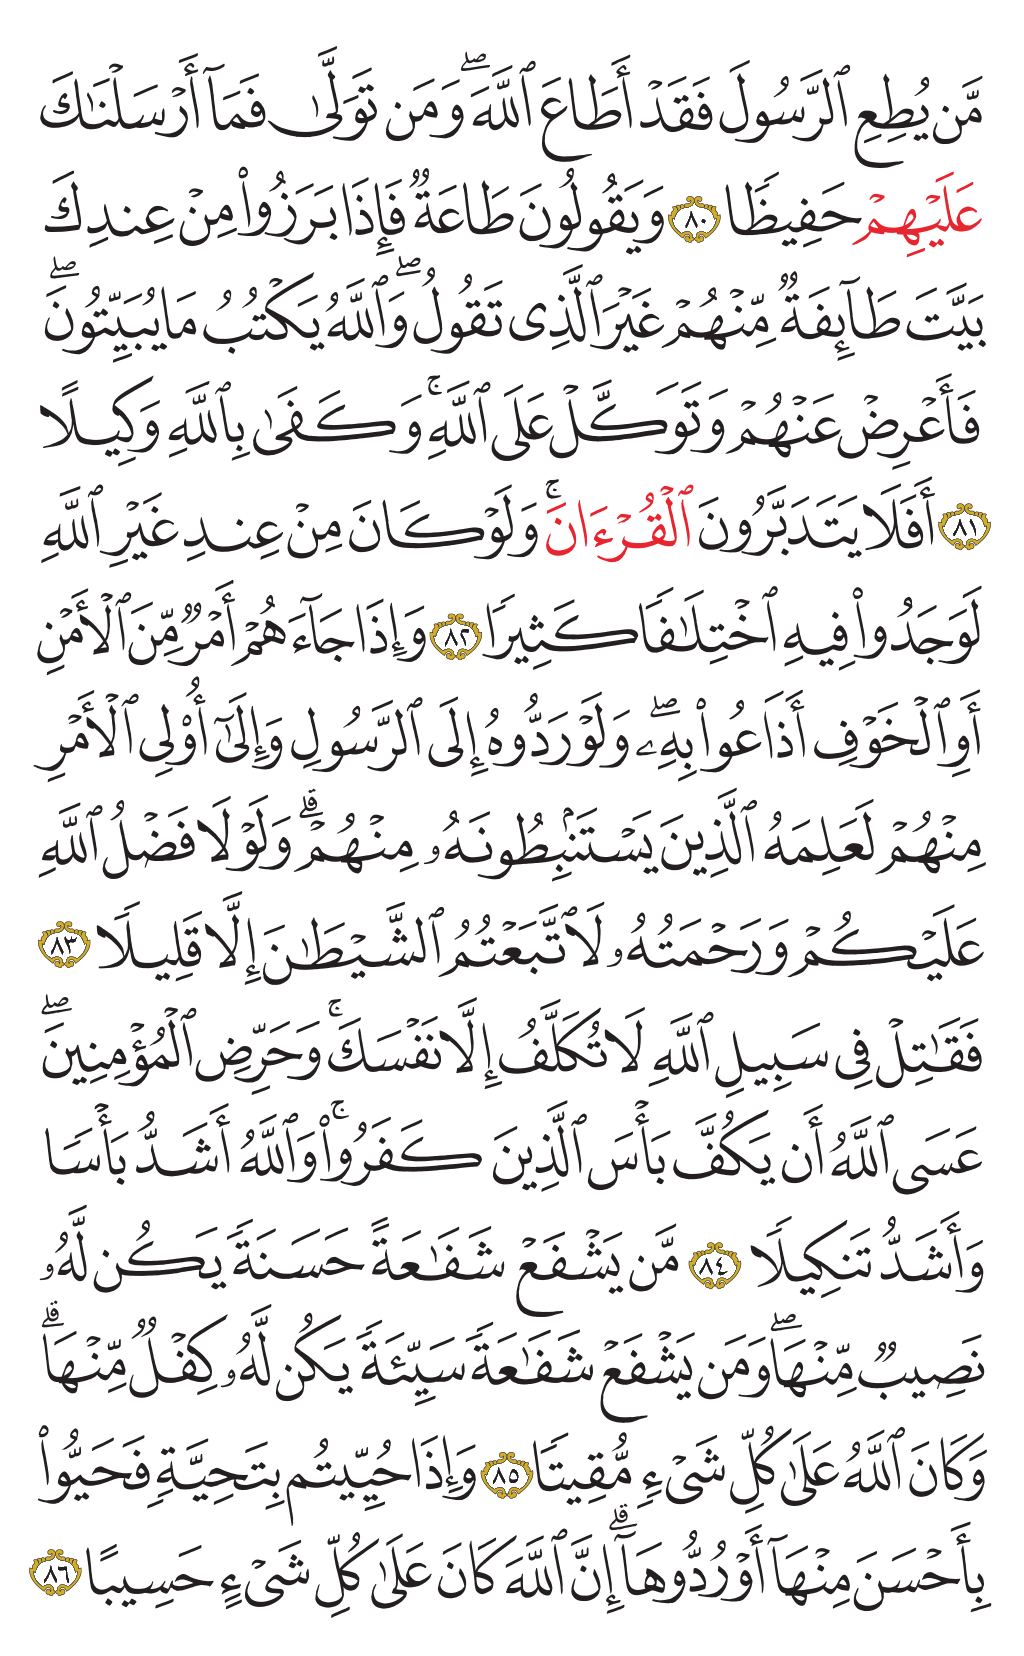 مَّن يُطِعِ ٱلرَّسُولَ فَقَدْ أَطَاعَ ٱللَّهَۖ وَمَن تَوَلَّىٰ فَمَآ أَرْسَلْنَٰكَ
عَلَيْهِمْ حَفِيظًا ٨٠ وَيَقُولُونَ طَاعَةٌ فَإِذَا بَرَزُوا۟ مِنْ عِندِكَ
بَيَّتَ طَآئِفَةٌ مِّنْهُمْ غَيْرَ ٱلَّذِى تَقُولُۖ وَٱللَّهُ يَكْتُبُ مَا يُبَيِّتُونَۖ
فَأَعْرِضْ عَنْهُمْ وَتَوَكَّلْ عَلَى ٱللَّهِۚ وَكَفَىٰ بِٱللَّهِ وَكِيلًا
٨١ أَفَلَا يَتَدَبَّرُونَ ٱلْقُرْءَانَۚ وَلَوْ كَانَ مِنْ عِندِ غَيْرِ ٱللَّهِ
لَوَجَدُوا۟ فِيهِ ٱخْتِلَٰفًا كَثِيرًا ٨٢ وَإِذَا جَآءَهُمْ أَمْرٌ مِّنَ ٱلْأَمْنِ
أَوِ ٱلْخَوْفِ أَذَاعُوا۟ بِهِۦۖ وَلَوْ رَدُّوهُ إِلَى ٱلرَّسُولِ وَإِلَىٰٓ أُو۟لِى ٱلْأَمْرِ
مِنْهُمْ لَعَلِمَهُ ٱلَّذِينَ يَسْتَنۢبِطُونَهُۥ مِنْهُمْۗ وَلَوْلَا فَضْلُ ٱللَّهِ
عَلَيْكُمْ وَرَحْمَتُهُۥ لَٱتَّبَعْتُمُ ٱلشَّيْطَٰنَ إِلَّا قَلِيلًا ٨٣
فَقَٰتِلْ فِى سَبِيلِ ٱللَّهِ لَا تُكَلَّفُ إِلَّا نَفْسَكَۚ وَحَرِّضِ ٱلْمُؤْمِنِينَۖ
عَسَى ٱللَّهُ أَن يَكُفَّ بَأْسَ ٱلَّذِينَ كَفَرُوا۟ۚ وَٱللَّهُ أَشَدُّ بَأْسًا
وَأَشَدُّ تَنكِيلًا ٨٤ مَّن يَشْفَعْ شَفَٰعَةً حَسَنَةً يَكُن لَّهُۥ
نَصِيبٌ مِّنْهَاۖ وَمَن يَشْفَعْ شَفَٰعَةً سَيِّئَةً يَكُن لَّهُۥ كِفْلٌ مِّنْهَاۗ
وَكَانَ ٱللَّهُ عَلَىٰ كُلِّ شَىْءٍ مُّقِيتًا ٨٥ وَإِذَا حُيِّيتُم بِتَحِيَّةٍ فَحَيُّوا۟
بِأَحْسَنَ مِنْهَآ أَوْ رُدُّوهَآۗ إِنَّ ٱللَّهَ كَانَ عَلَىٰ كُلِّ شَىْءٍ حَسِيبًا ٨٦